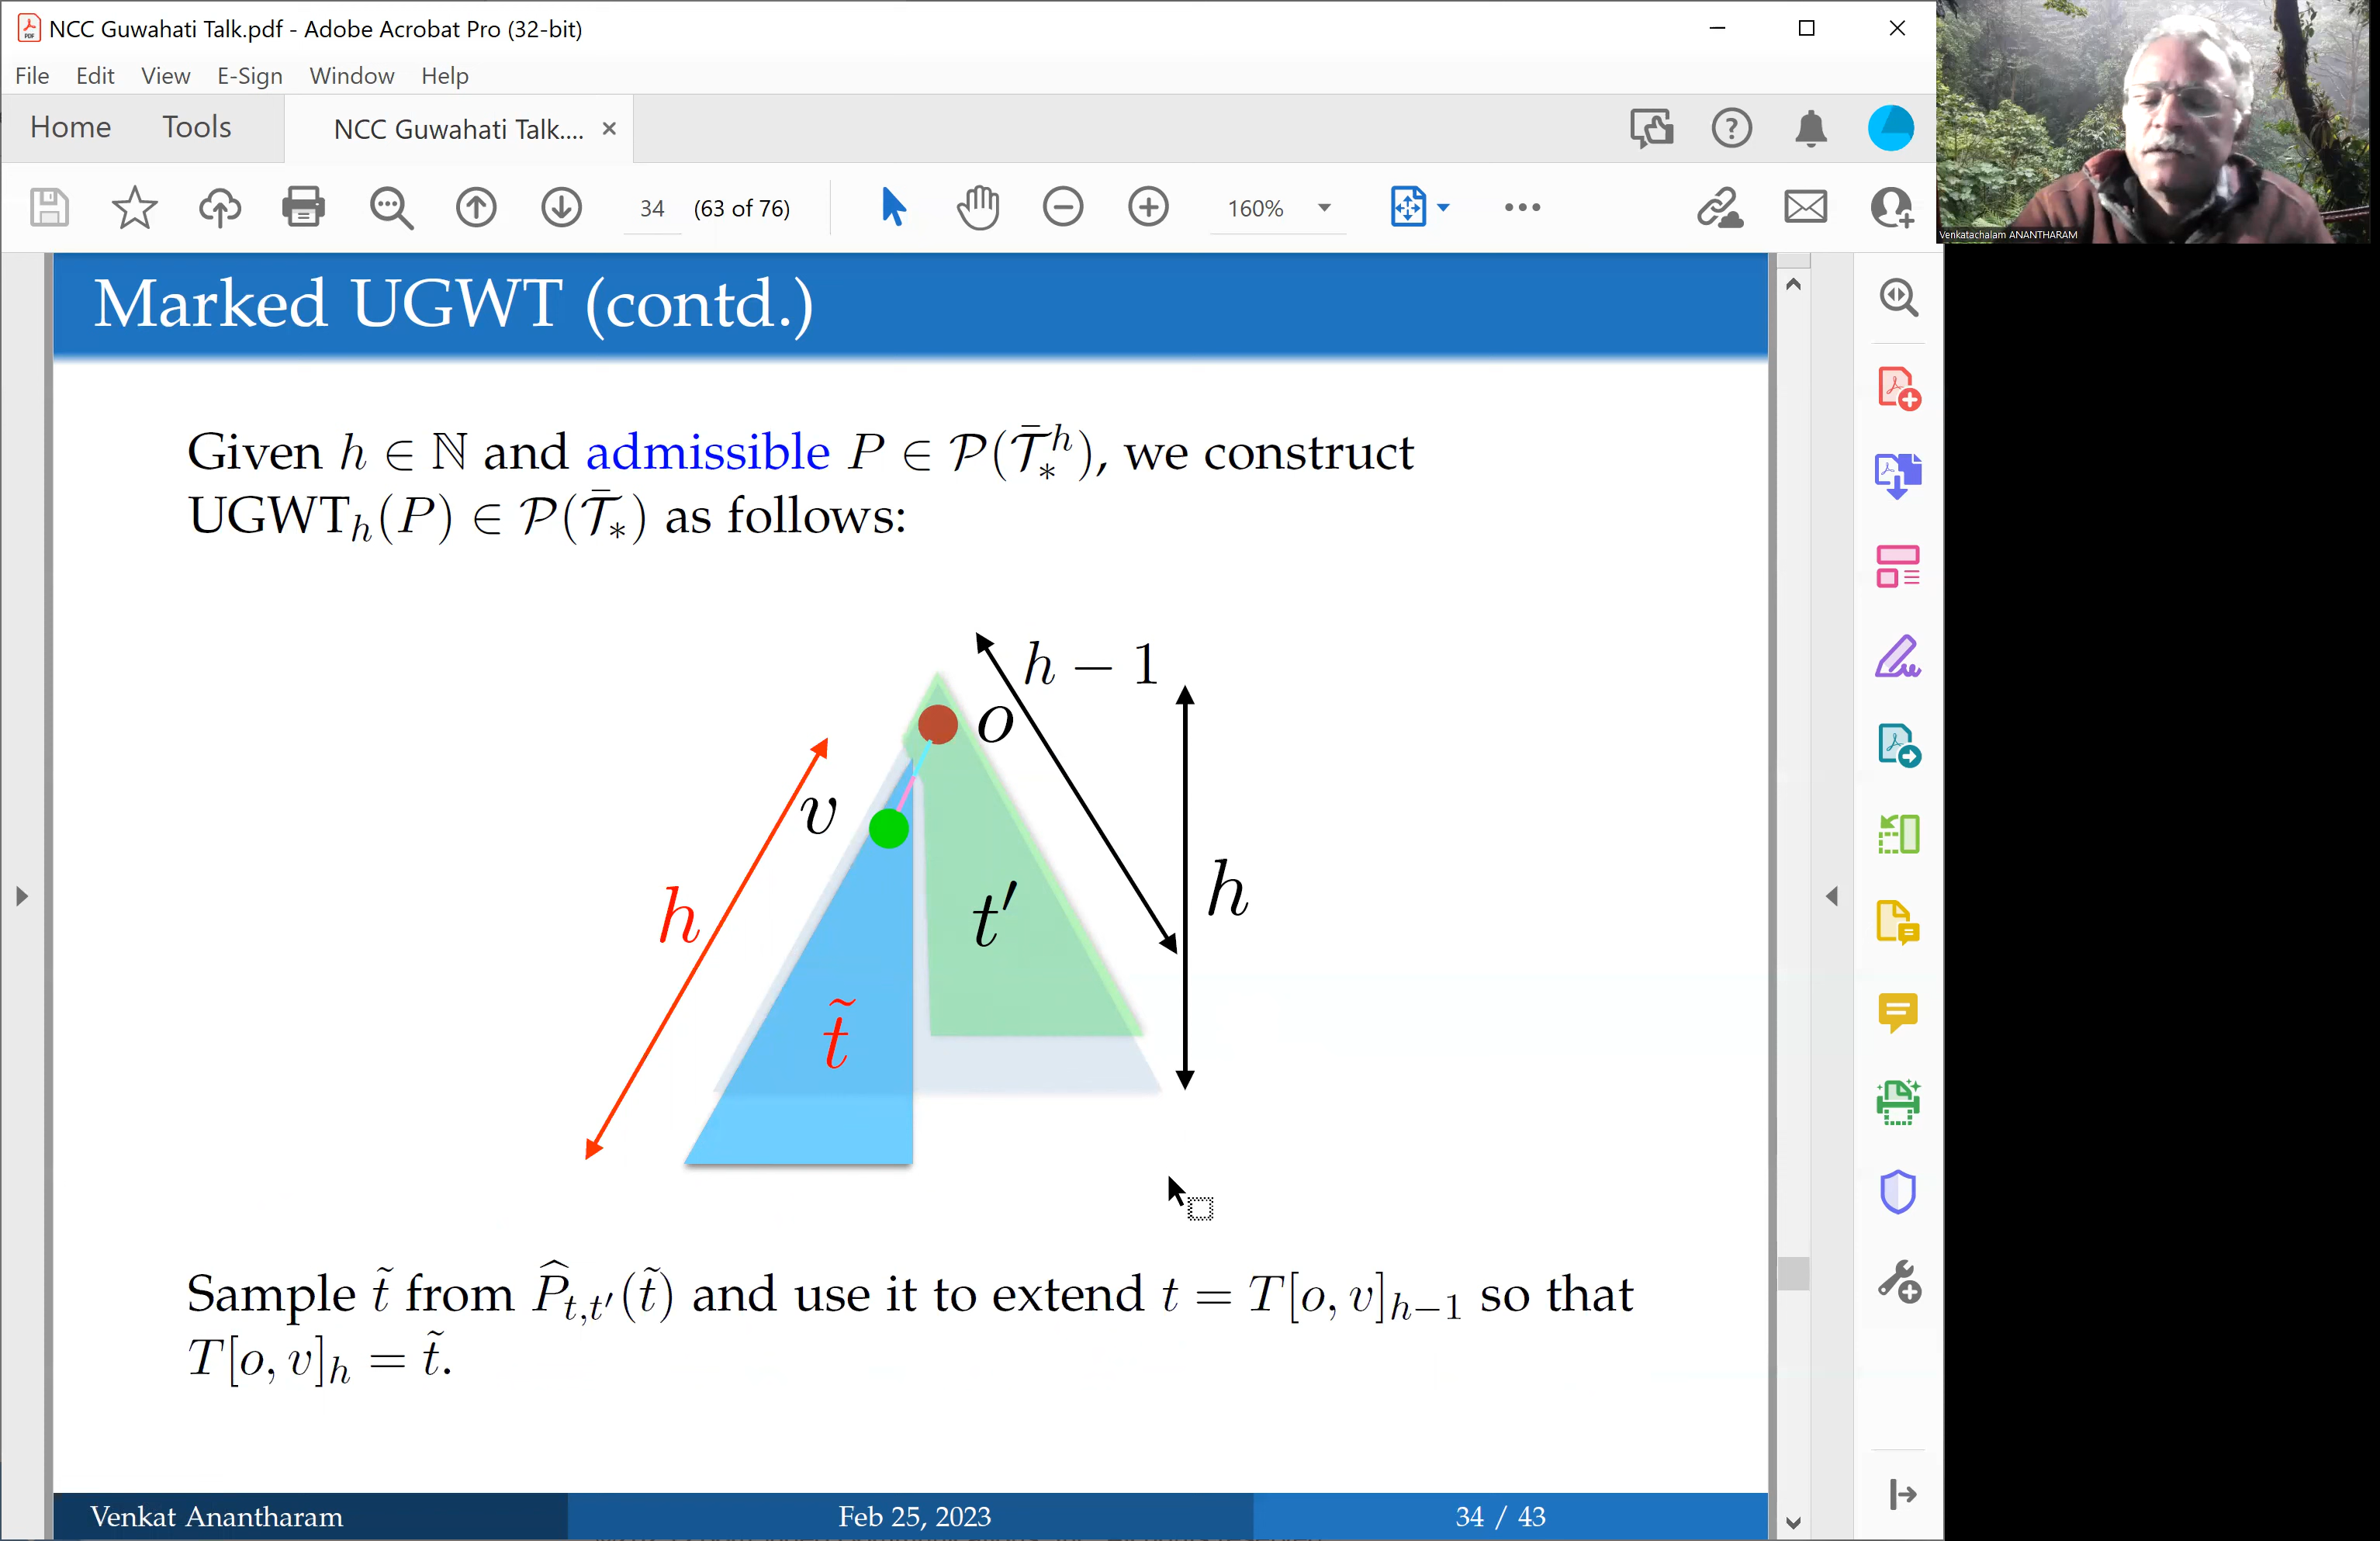 NCC Guwahati Talk.pdf - Adobe Acrobat Pro (32-bit)
File Edit View E-Sign Window Help
Home Tools NCC Guwahati Talk.... ×
34 (63 of 76) 160%
Venkatachalam ANANTHARAM
Marked UGWT (contd.)
Given h ∈ ℕ and admissible P ∈ 𝒫(𝒯̄_*^h), we construct
UGWT_h(P) ∈ 𝒫(𝒯̄_*) as follows:
h − 1
o
v
h
h
t′
t̃
Sample t̃ from P̂_{t,t′}(t̃) and use it to extend t = T[o, v]_{h−1} so that
T[o, v]_h = t̃.
Venkat Anantharam Feb 25, 2023 34 / 43